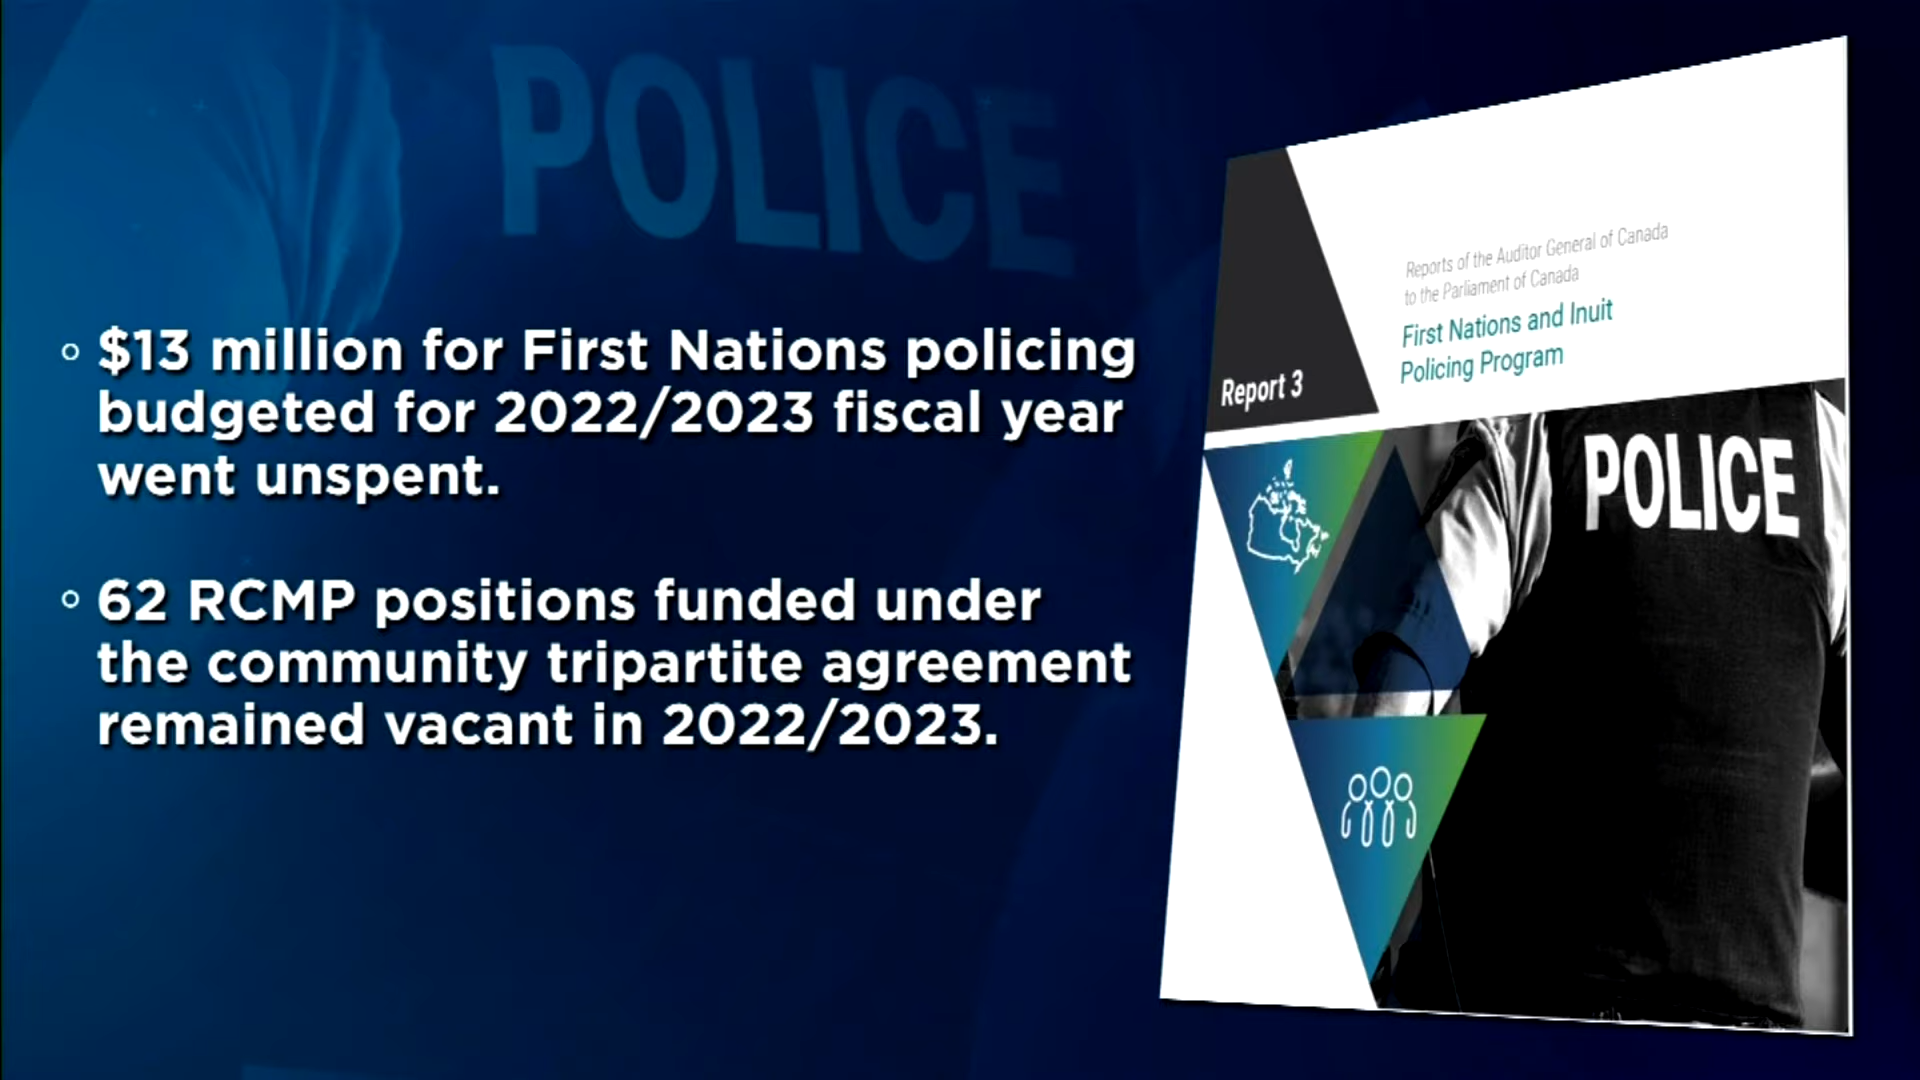 POLICE
◦ $13 million for First Nations policing
budgeted for 2022/2023 fiscal year
went unspent.
◦ 62 RCMP positions funded under
the community tripartite agreement
remained vacant in 2022/2023.
Reports of the Auditor General of Canada
to the Parliament of Canada
First Nations and Inuit
Policing Program
Report 3
POLICE